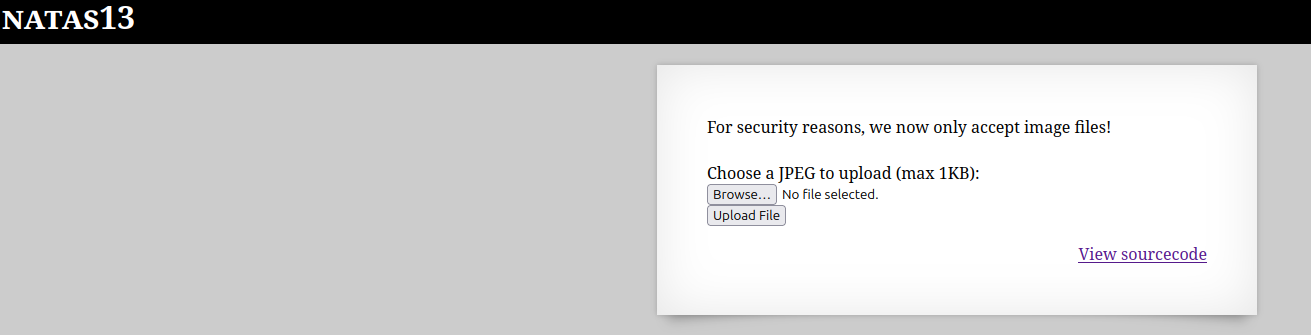 NATAS13
For security reasons, we now only accept image files!
Choose a JPEG to upload (max 1KB):
Browse... No file selected.
Upload File
View sourcecode